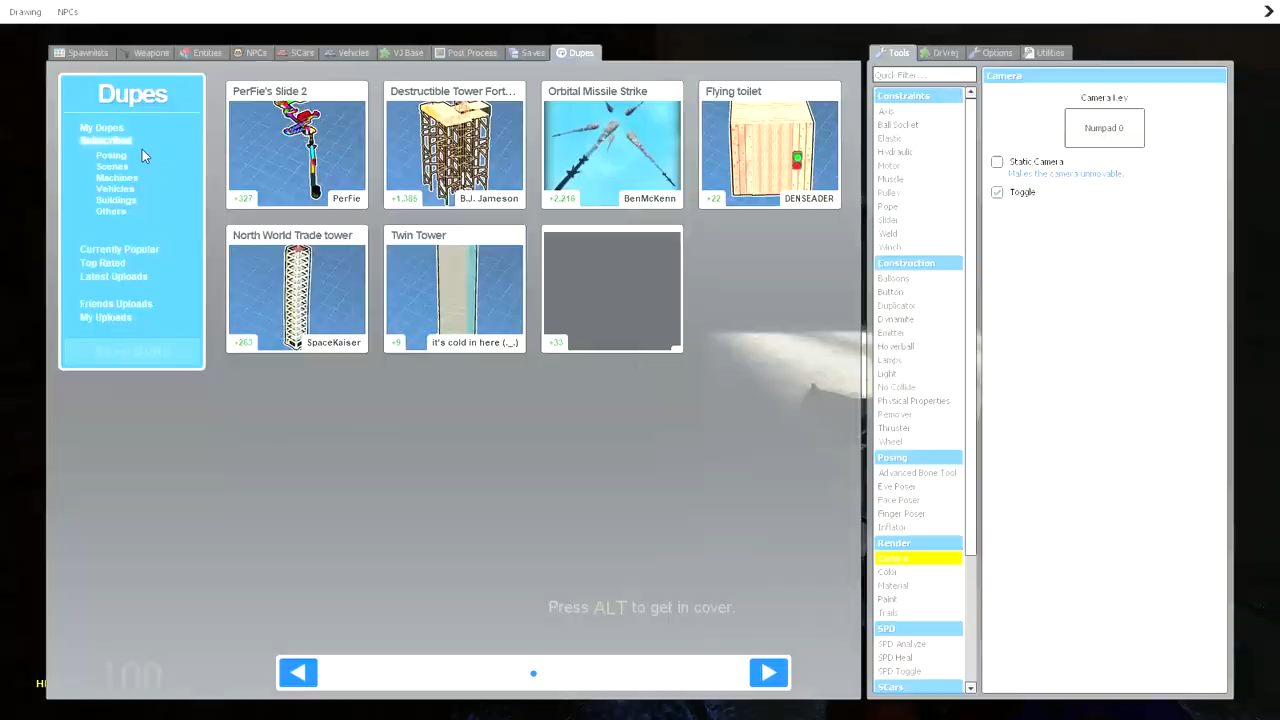 Drawing NPCs
Spawnlists Weapons Entities NPCs SCars Vehicles VJ Base Post Process Saves Dupes
Dupes
My Dupes
Subscribed
Posing
Scenes
Machines
Vehicles
Buildings
Others
Currently Popular
Top Rated
Latest Uploads
Friends Uploads
My Uploads
PerFie's Slide 2
+327 PerFie
Destructible Tower Fort...
+1,385 B.J. Jameson
Orbital Missile Strike
+2,216 BenMcKenn
Flying toilet
+22 DENSEADER
North World Trade tower
+263 SpaceKaiser
Twin Tower
+9 it's cold in here (._.)
+33
Press ALT to get in cover.
100
Tools DrVrej Options Utilities
Quick Filter...
Constraints
Axis
Ball Socket
Elastic
Hydraulic
Motor
Muscle
Pulley
Rope
Slider
Weld
Winch
Construction
Balloons
Button
Duplicator
Dynamite
Emitter
Hoverball
Lamps
Light
No Collide
Physical Properties
Remover
Thruster
Wheel
Posing
Advanced Bone Tool
Eye Poser
Face Poser
Finger Poser
Inflator
Render
Camera
Color
Material
Paint
Trails
SPD
SPD Analyze
SPD Heal
SPD Toggle
SCars
Camera
Camera Key
Numpad 0
Static Camera
Makes the camera unmovable.
Toggle